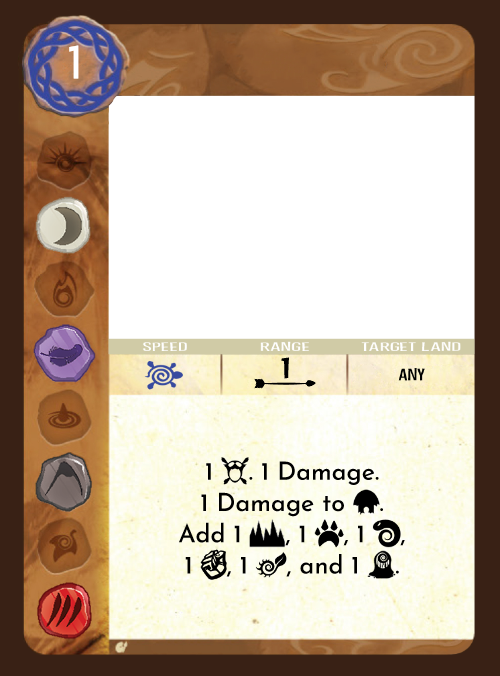 1
SPEED RANGE TARGET LAND
1 ANY
1 . 1 Damage.
1 Damage to .
Add 1 , 1 , 1 ,
1 , 1 , and 1 .